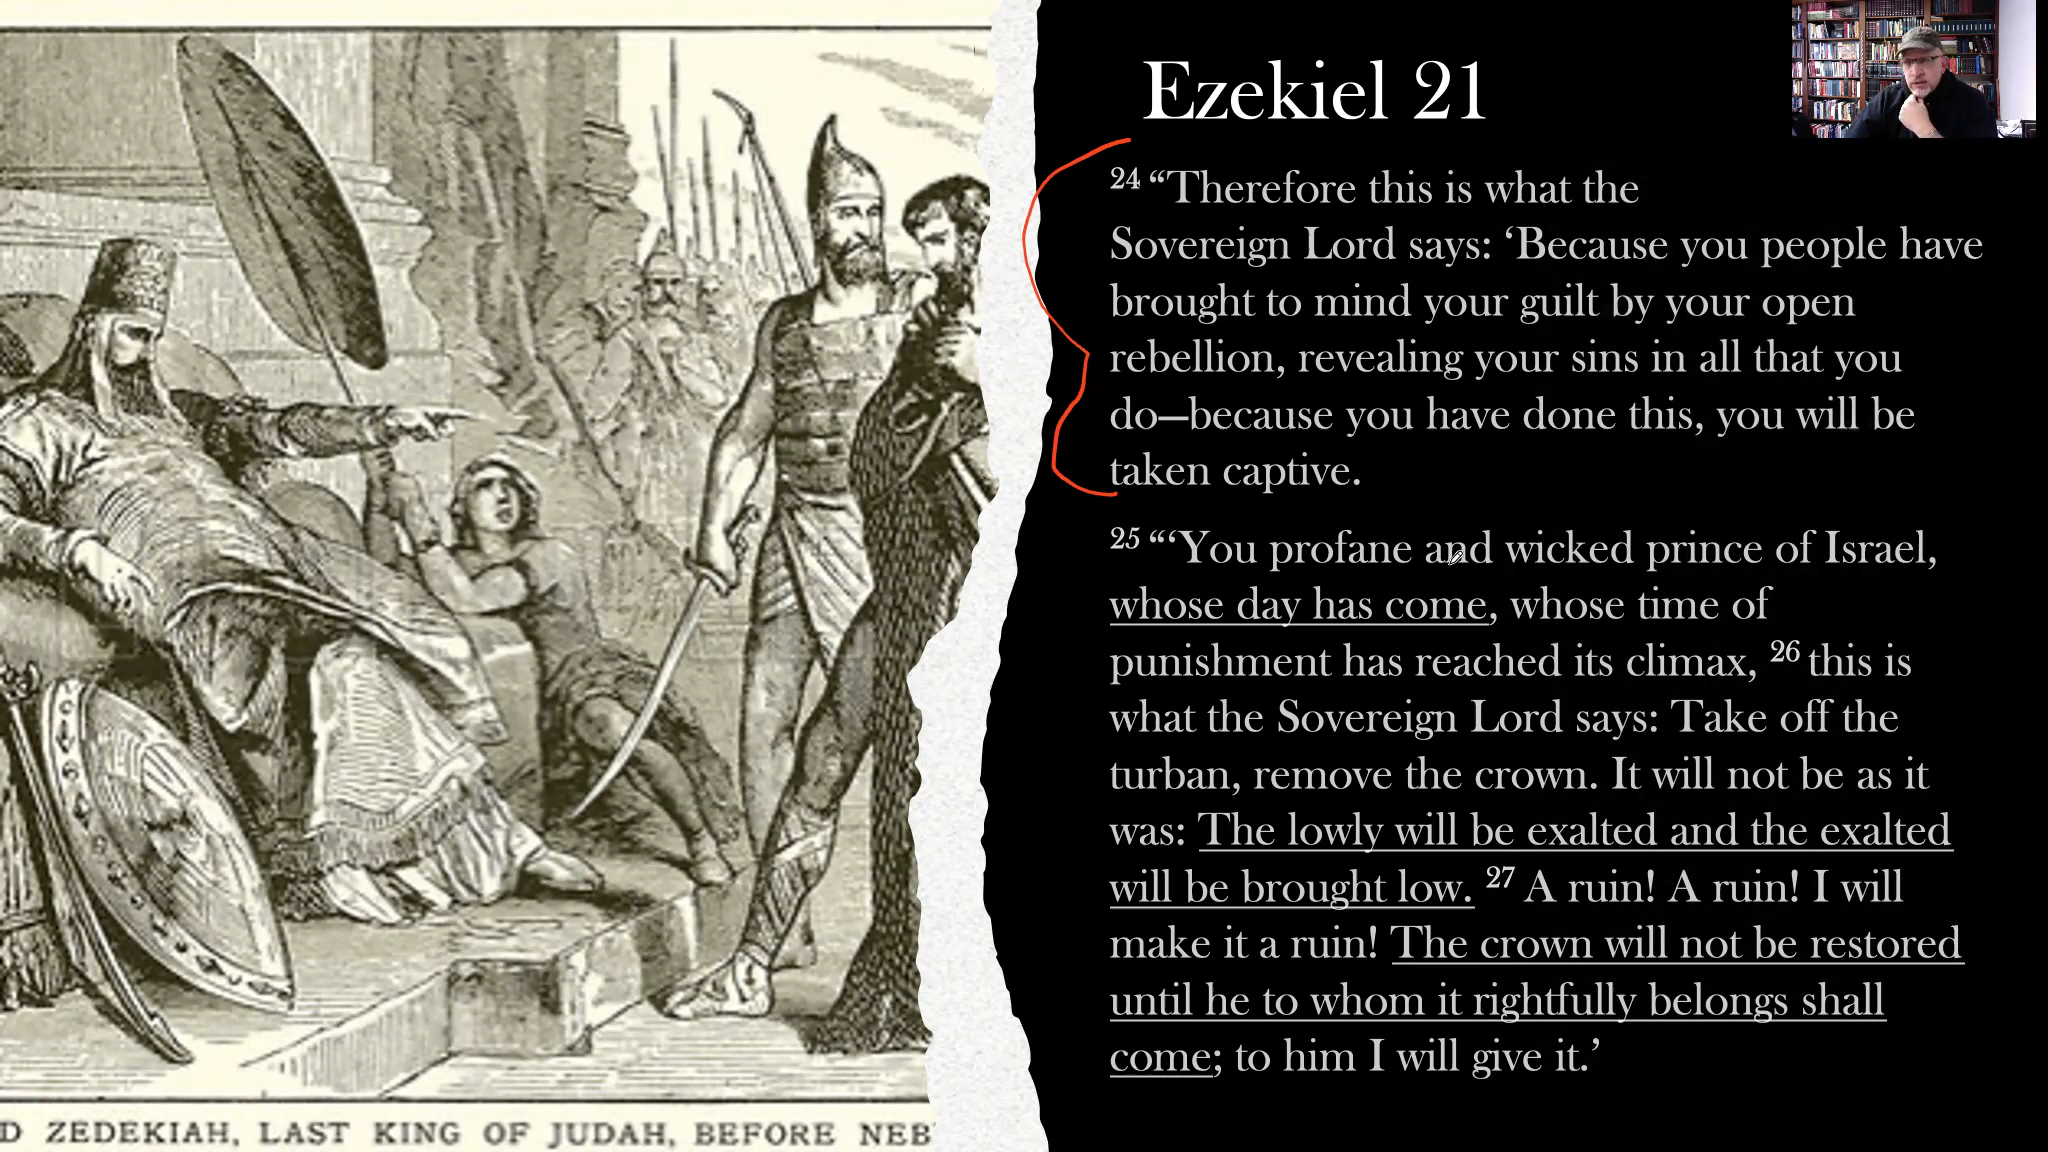 Ezekiel 21
24 “Therefore this is what the
Sovereign Lord says: ‘Because you people have
brought to mind your guilt by your open
rebellion, revealing your sins in all that you
do—because you have done this, you will be
taken captive.
25 “‘You profane and wicked prince of Israel,
whose day has come, whose time of
punishment has reached its climax, 26 this is
what the Sovereign Lord says: Take off the
turban, remove the crown. It will not be as it
was: The lowly will be exalted and the exalted
will be brought low. 27 A ruin! A ruin! I will
make it a ruin! The crown will not be restored
until he to whom it rightfully belongs shall
come; to him I will give it.’
D ZEDEKIAH, LAST KING OF JUDAH, BEFORE NEB